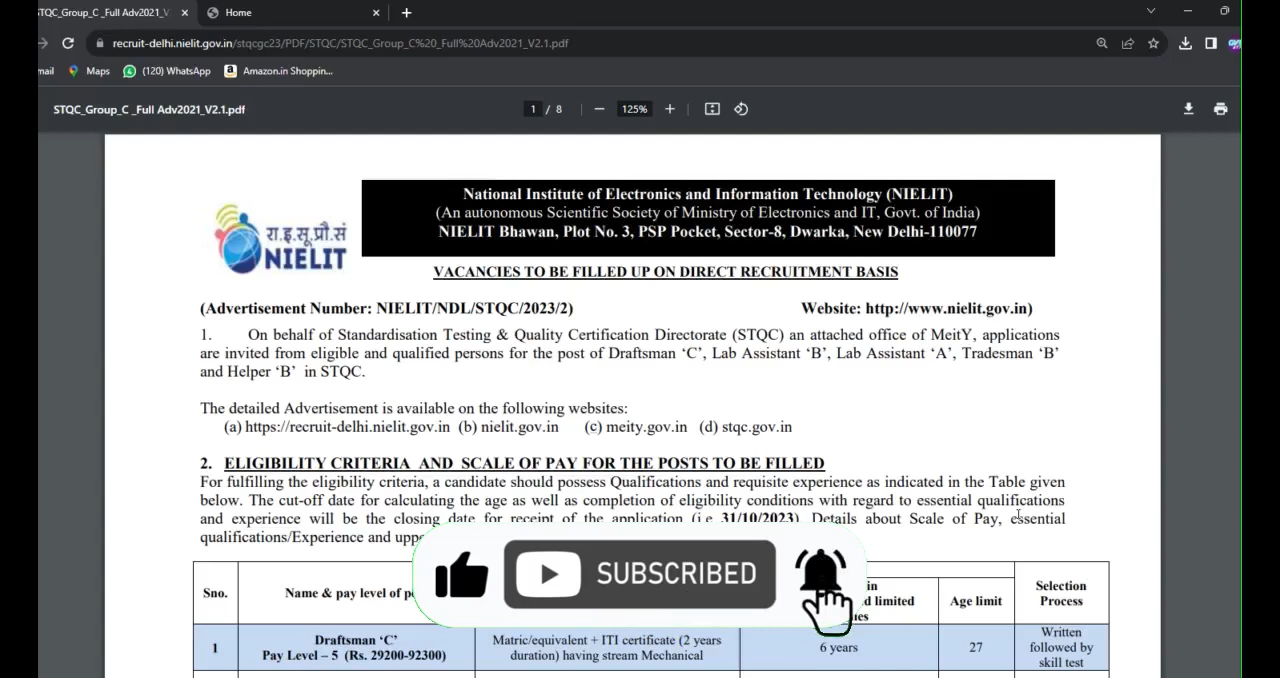 STQC_Group_C _Full Adv2021_V
Home
recruit-delhi.nielit.gov.in/stqcgc23/PDF/STQC/STQC_Group_C%20_Full%20Adv2021_V2.1.pdf
mail Maps (120) WhatsApp Amazon.in Shoppin...
STQC_Group_C _Full Adv2021_V2.1.pdf
1 / 8
125%
National Institute of Electronics and Information Technology (NIELIT)
(An autonomous Scientific Society of Ministry of Electronics and IT, Govt. of India)
NIELIT Bhawan, Plot No. 3, PSP Pocket, Sector-8, Dwarka, New Delhi-110077
रा.इ.सू.प्रौ.सं
NIELIT
VACANCIES TO BE FILLED UP ON DIRECT RECRUITMENT BASIS
(Advertisement Number: NIELIT/NDL/STQC/2023/2) Website: http://www.nielit.gov.in)
1. On behalf of Standardisation Testing & Quality Certification Directorate (STQC) an attached office of MeitY, applications
are invited from eligible and qualified persons for the post of Draftsman ‘C’, Lab Assistant ‘B’, Lab Assistant ‘A’, Tradesman ‘B’
and Helper ‘B’ in STQC.
The detailed Advertisement is available on the following websites:
(a) https://recruit-delhi.nielit.gov.in (b) nielit.gov.in (c) meity.gov.in (d) stqc.gov.in
2. ELIGIBILITY CRITERIA AND SCALE OF PAY FOR THE POSTS TO BE FILLED
For fulfilling the eligibility criteria, a candidate should possess Qualifications and requisite experience as indicated in the Table given
below. The cut-off date for calculating the age as well as completion of eligibility conditions with regard to essential qualifications
and experience will be the closing date for receipt of the application (i.e 31/10/2023). Details about Scale of Pay, essential
qualifications/Experience and
SUBSCRIBED
Sno.
Name & pay level of
in
limited
Age limit
Selection
Process
1
Draftsman ‘C’
Pay Level – 5 (Rs. 29200-92300)
Matric/equivalent + ITI certificate (2 years
duration) having stream Mechanical
6 years
27
Written
followed by
skill test